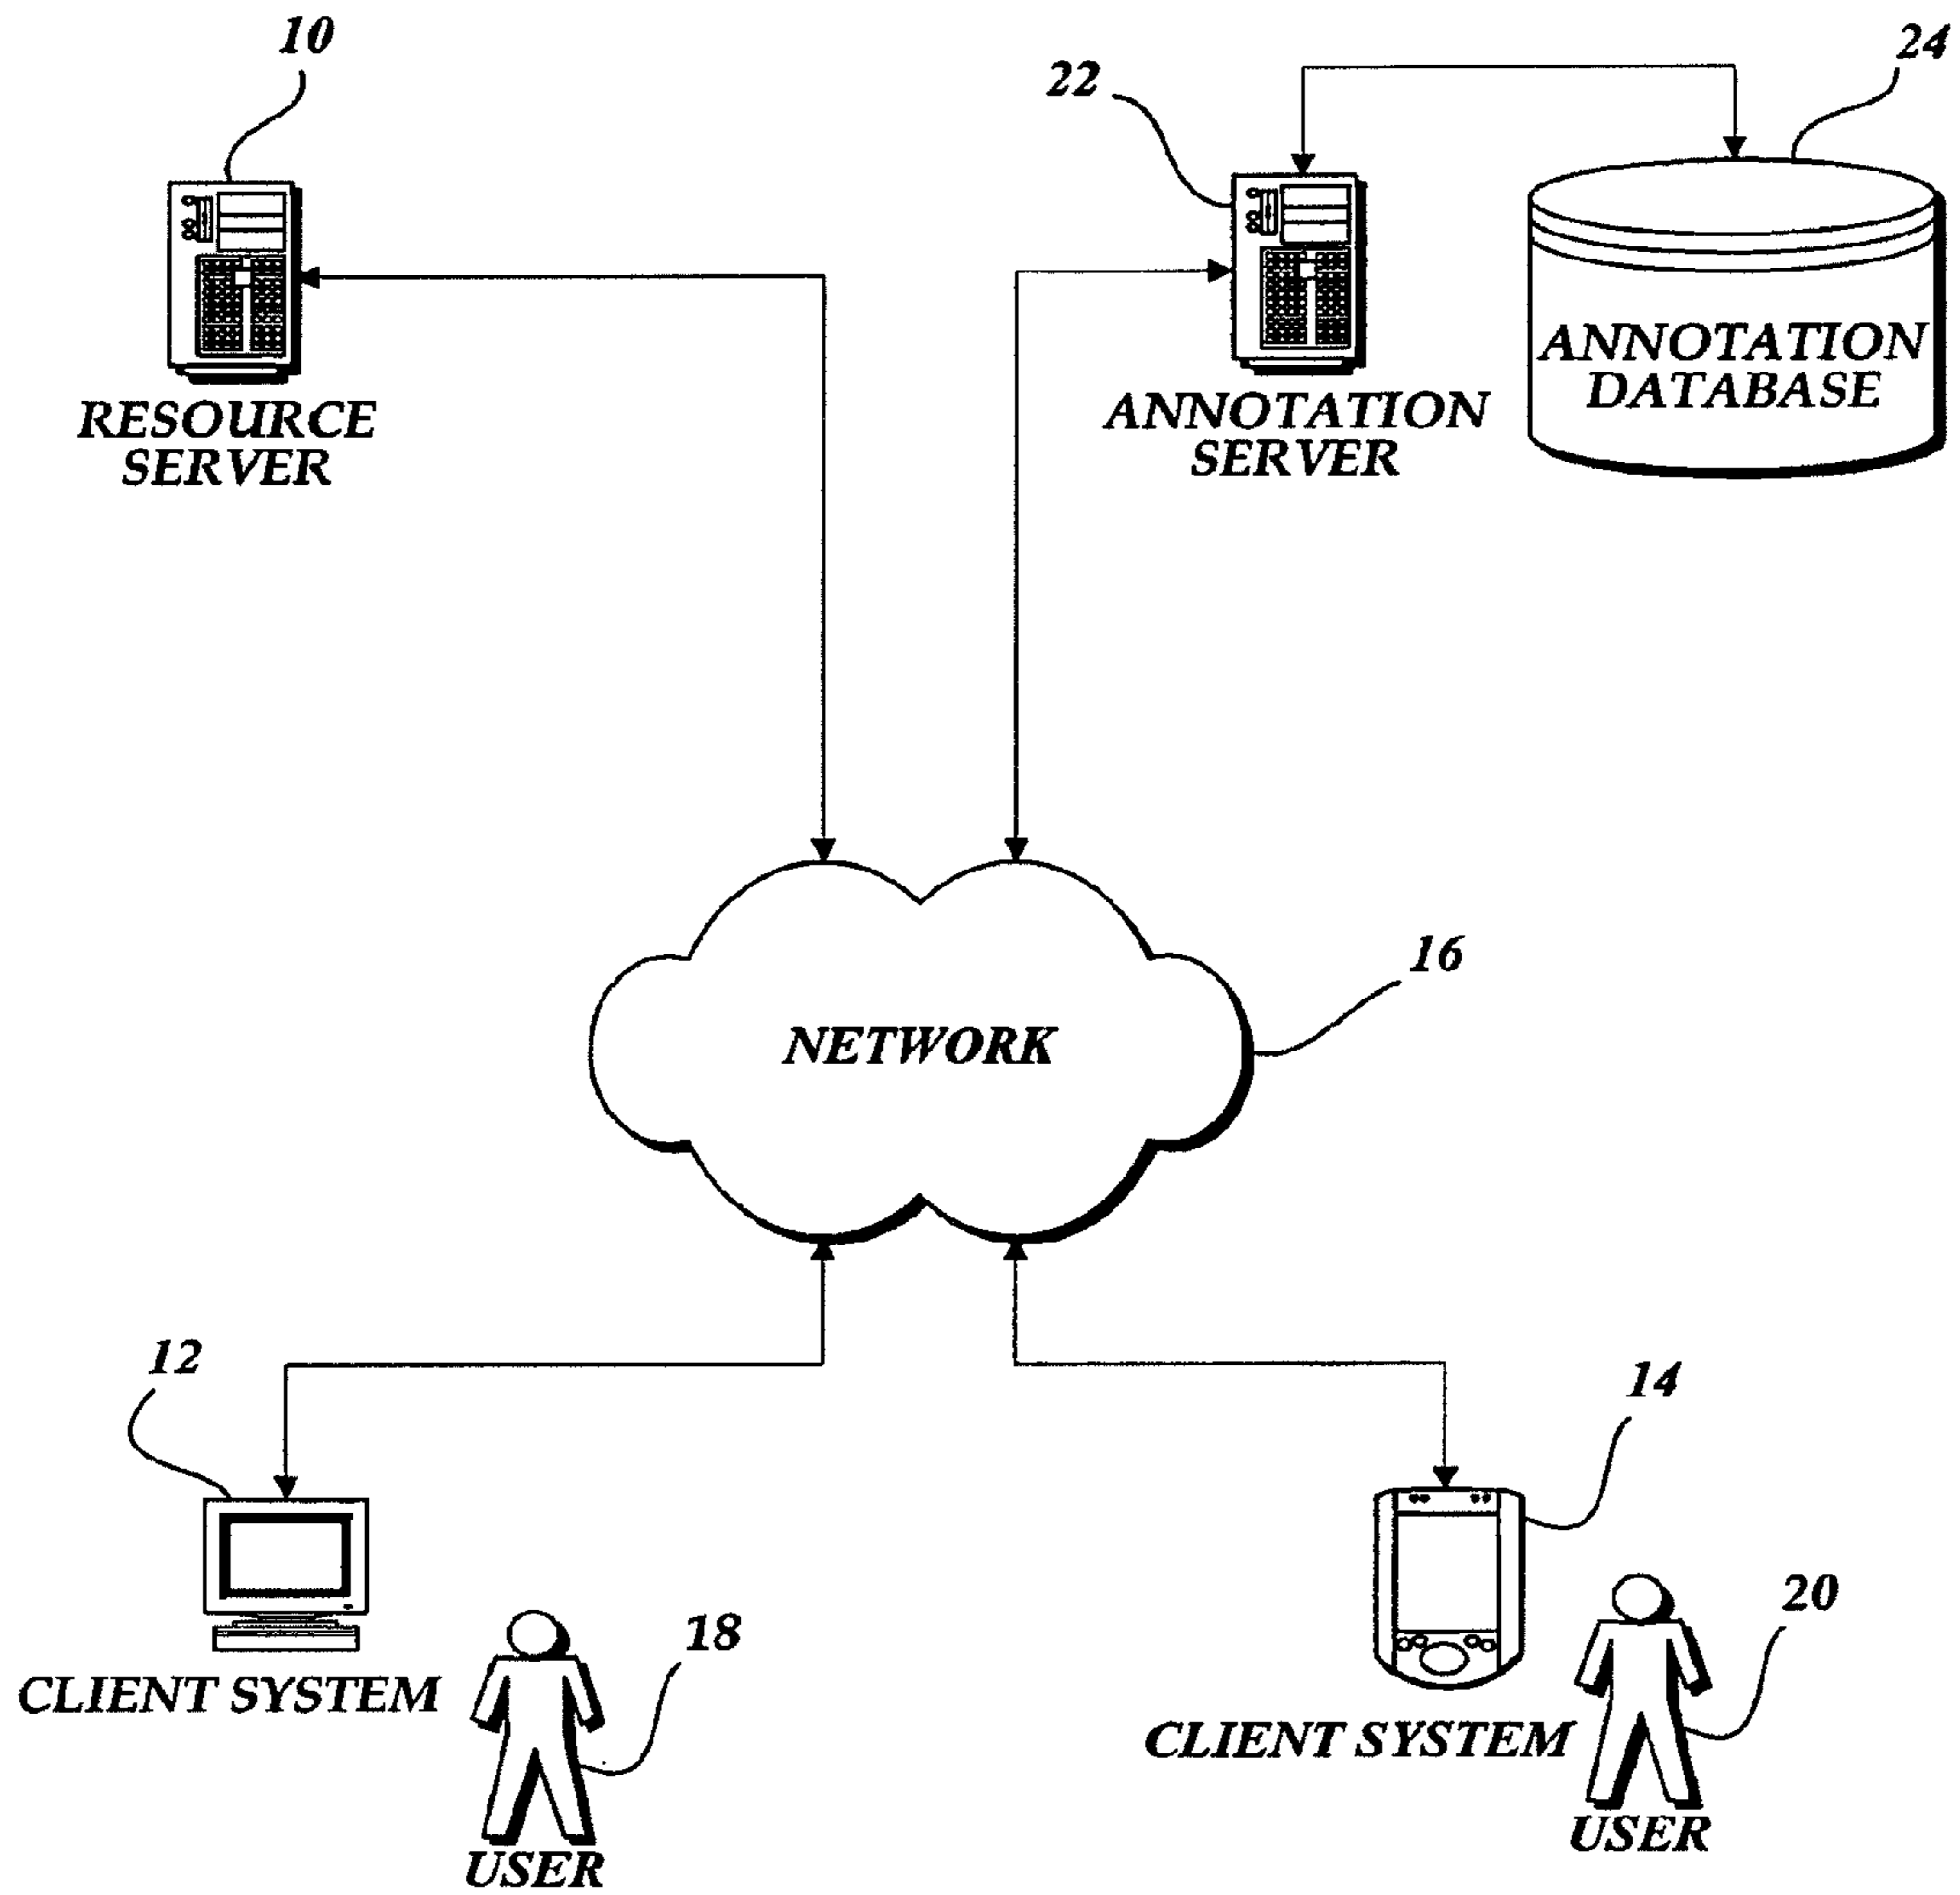 10
22
24
RESOURCE
SERVER
ANNOTATION
SERVER
ANNOTATION
DATABASE
NETWORK
16
12
14
CLIENT SYSTEM
18
USER
CLIENT SYSTEM
20
USER